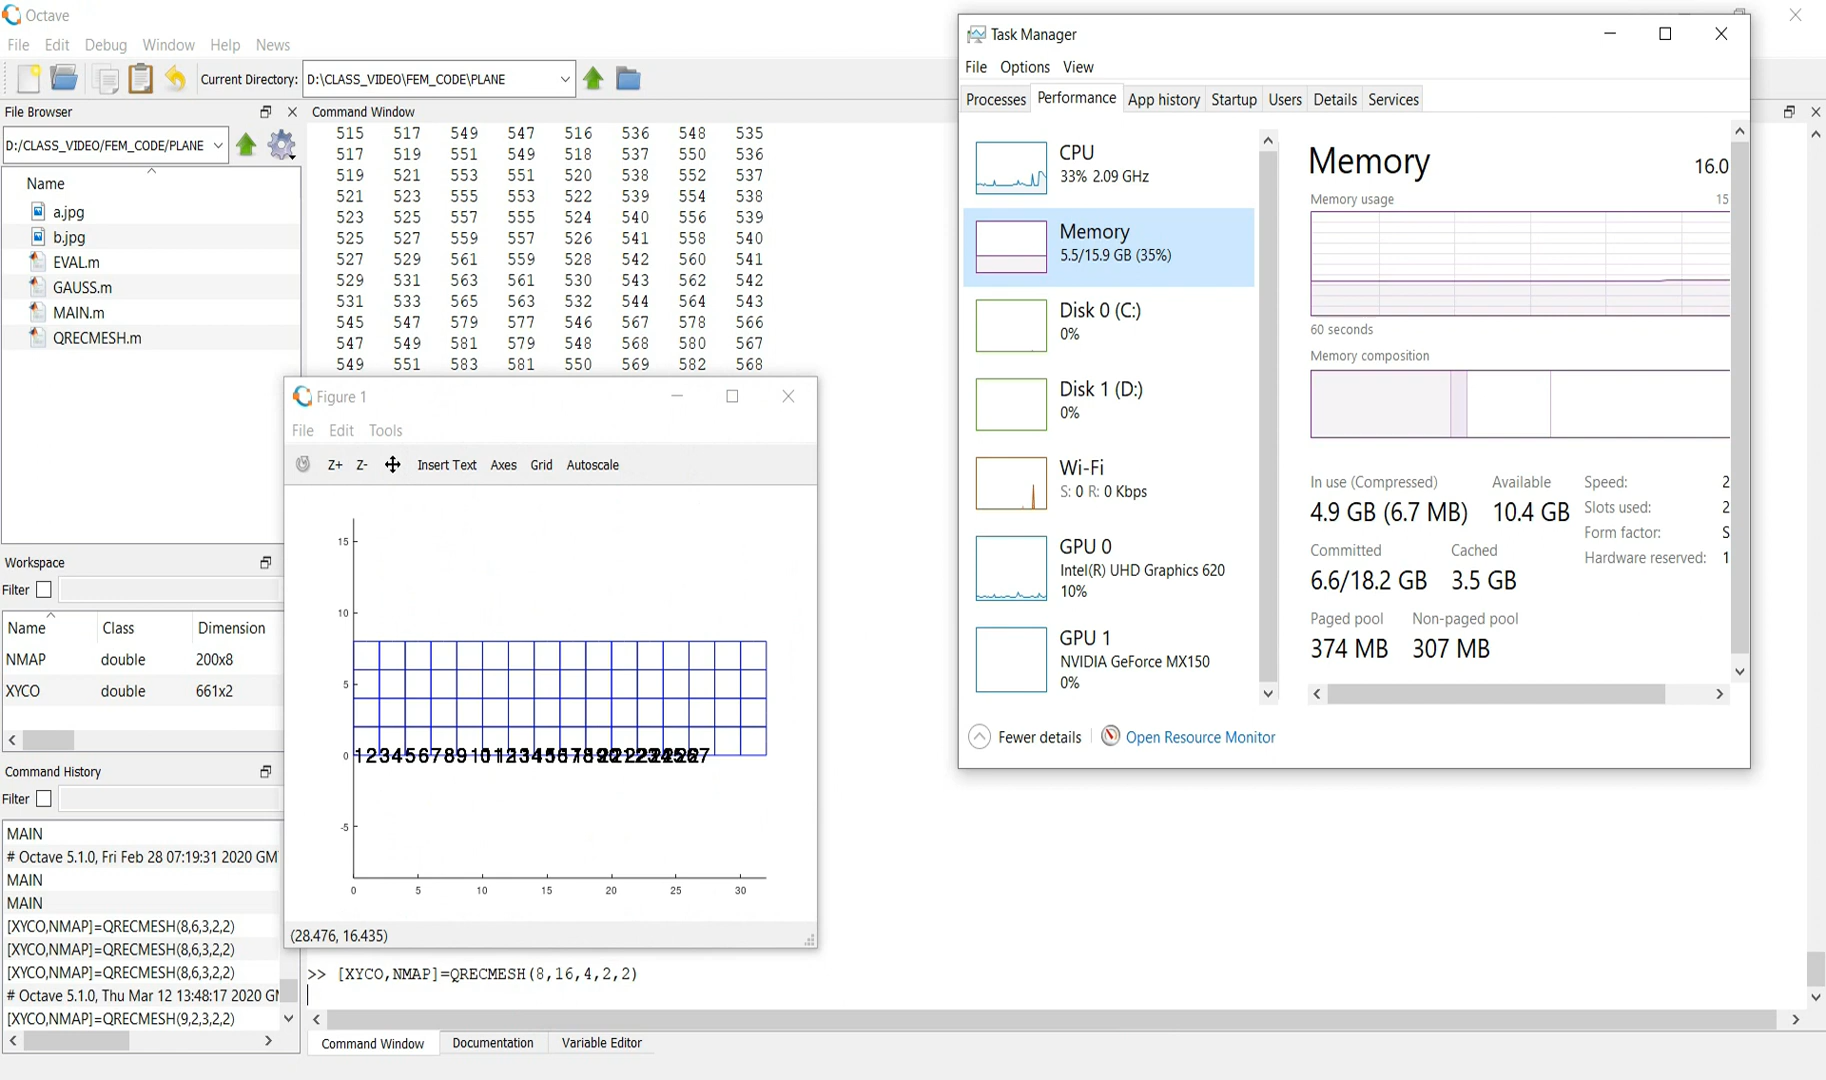 Octave
File Edit Debug Window Help News
Current Directory: D:\CLASS_VIDEO\FEM_CODE\PLANE
File Browser
D:/CLASS_VIDEO/FEM_CODE/PLANE
Name
a.jpg
b.jpg
EVAL.m
GAUSS.m
MAIN.m
QRECMESH.m
Workspace
Filter
Name Class Dimension
NMAP double 200x8
XYCO double 661x2
Command History
Filter
MAIN
# Octave 5.1.0, Fri Feb 28 07:19:31 2020 GM
MAIN
MAIN
[XYCO,NMAP]=QRECMESH(8,6,3,2,2)
[XYCO,NMAP]=QRECMESH(8,6,3,2,2)
[XYCO,NMAP]=QRECMESH(8,6,3,2,2)
# Octave 5.1.0, Thu Mar 12 13:48:17 2020 G
[XYCO,NMAP]=QRECMESH(9,2,3,2,2)
Command Window
515 517 549 547 516 536 548 535
517 519 551 549 518 537 550 536
519 521 553 551 520 538 552 537
521 523 555 553 522 539 554 538
523 525 557 555 524 540 556 539
525 527 559 557 526 541 558 540
527 529 561 559 528 542 560 541
529 531 563 561 530 543 562 542
531 533 565 563 532 544 564 543
545 547 579 577 546 567 578 566
547 549 581 579 548 568 580 567
549 551 583 581 550 569 582 568
Figure 1
File Edit Tools
Z+ Z- Insert Text Axes Grid Autoscale
15
10
5
0
-5
1 2 3 4 5 6 7 8 9
0 5 10 15 20 25 30
(28.476, 16.435)
>> [XYCO,NMAP]=QRECMESH(8,16,4,2,2)
Command Window Documentation Variable Editor
Task Manager
File Options View
Processes Performance App history Startup Users Details Services
CPU
33% 2.09 GHz
Memory
5.5/15.9 GB (35%)
Disk 0 (C:)
0%
Disk 1 (D:)
0%
Wi-Fi
S: 0 R: 0 Kbps
GPU 0
Intel(R) UHD Graphics 620
10%
GPU 1
NVIDIA GeForce MX150
0%
Memory 16.0
Memory usage 15
60 seconds
Memory composition
In use (Compressed) Available Speed: 2
4.9 GB (6.7 MB) 10.4 GB Slots used: 2
Form factor: S
Committed Cached Hardware reserved: 1
6.6/18.2 GB 3.5 GB
Paged pool Non-paged pool
374 MB 307 MB
Fewer details Open Resource Monitor